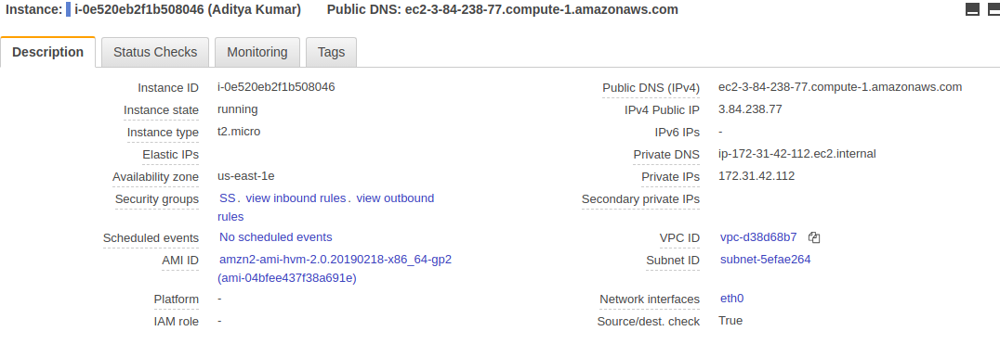 Instance: i-0e520eb2f1b508046 (Aditya Kumar) Public DNS: ec2-3-84-238-77.compute-1.amazonaws.com
Description Status Checks Monitoring Tags
Instance ID i-0e520eb2f1b508046 Public DNS (IPv4) ec2-3-84-238-77.compute-1.amazonaws.com
Instance state running IPv4 Public IP 3.84.238.77
Instance type t2.micro IPv6 IPs -
Elastic IPs Private DNS ip-172-31-42-112.ec2.internal
Availability zone us-east-1e Private IPs 172.31.42.112
Security groups SS . view inbound rules . view outbound Secondary private IPs
rules
Scheduled events No scheduled events VPC ID vpc-d38d68b7
AMI ID amzn2-ami-hvm-2.0.20190218-x86_64-gp2 Subnet ID subnet-5efae264
(ami-04bfee437f38a691e)
Platform - Network interfaces eth0
IAM role - Source/dest. check True